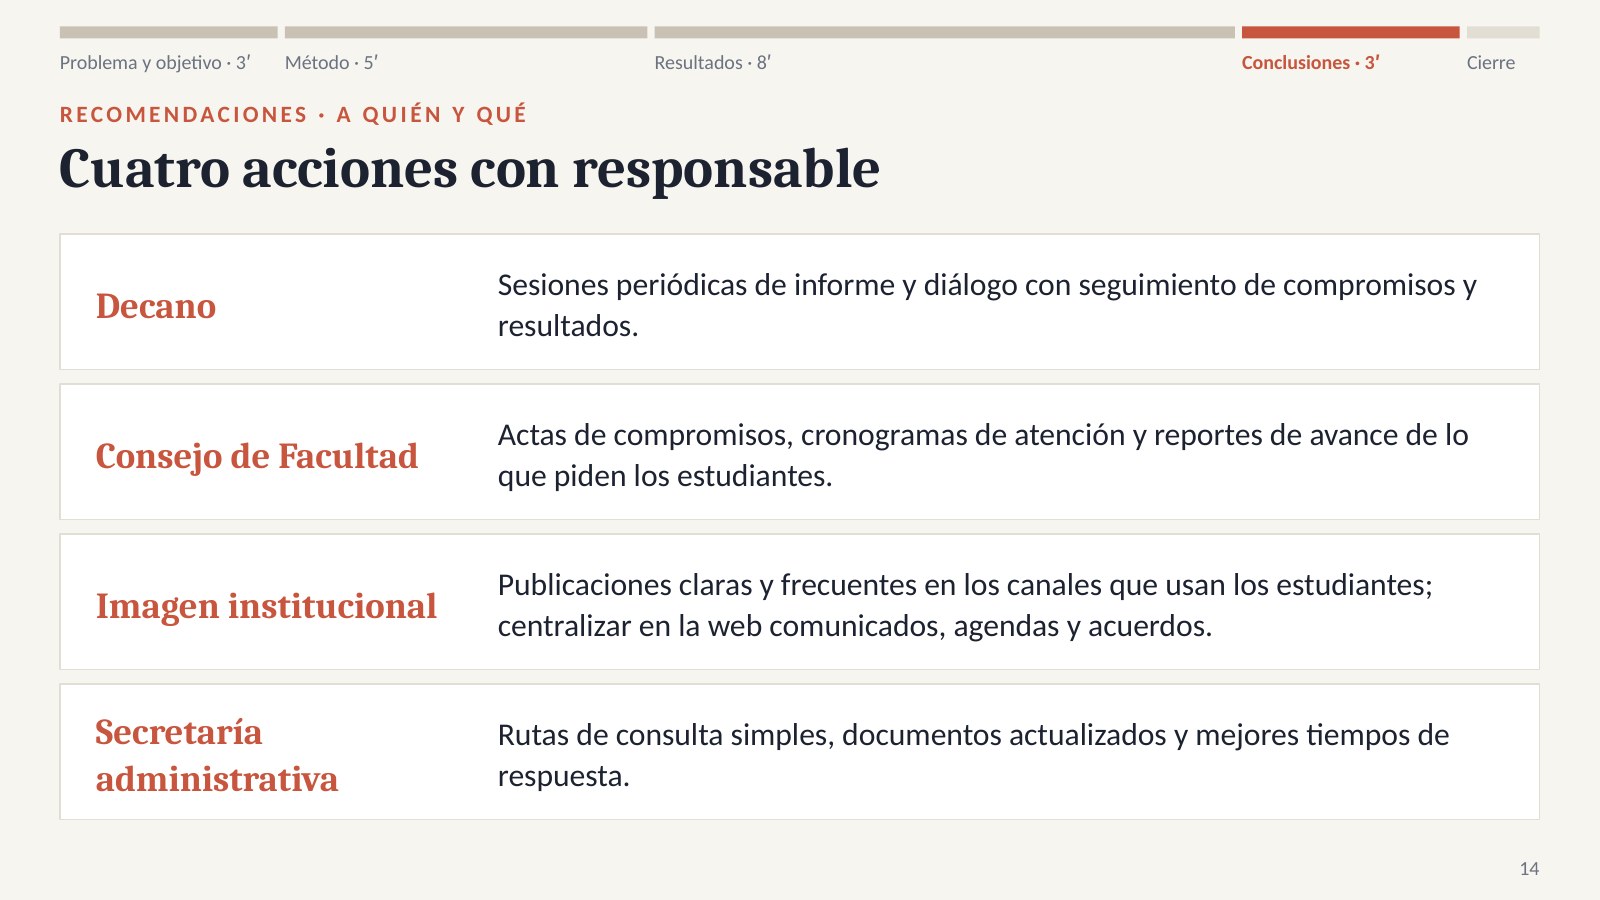 Problema y objetivo · 3′
Método · 5′
Resultados · 8′
Conclusiones · 3′
Cierre
RECOMENDACIONES · A QUIÉN Y QUÉ
Cuatro acciones con responsable
Decano
Sesiones periódicas de informe y diálogo con seguimiento de compromisos y
resultados.
Consejo de Facultad
Actas de compromisos, cronogramas de atención y reportes de avance de lo
que piden los estudiantes.
Imagen institucional
Publicaciones claras y frecuentes en los canales que usan los estudiantes;
centralizar en la web comunicados, agendas y acuerdos.
Secretaría
administrativa
Rutas de consulta simples, documentos actualizados y mejores tiempos de
respuesta.
14